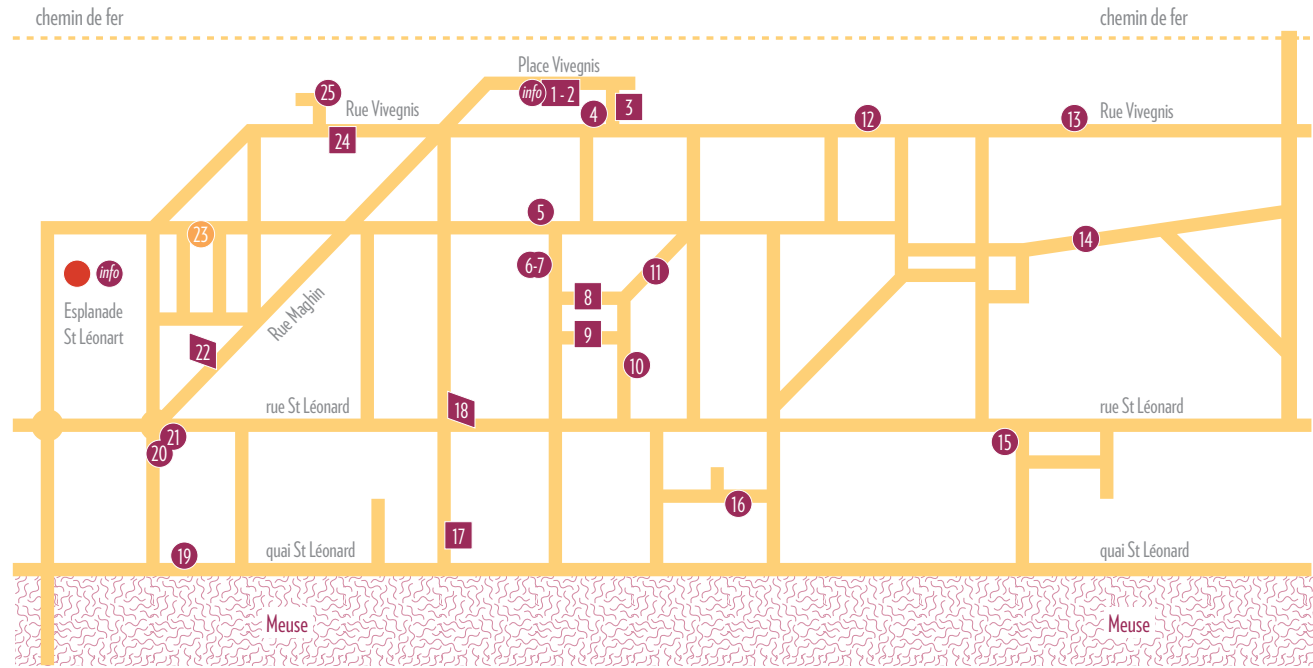 chemin de fer
chemin de fer
Place Vivegnis
info
1 - 2
3
25
Rue Vivegnis
4
12
13
Rue Vivegnis
24
5
23
14
info
6-7
11
Esplanade
St Léonart
8
Rue Maghin
9
22
10
rue St Léonard
18
rue St Léonard
21
20
15
16
17
19
quai St Léonard
quai St Léonard
Meuse
Meuse